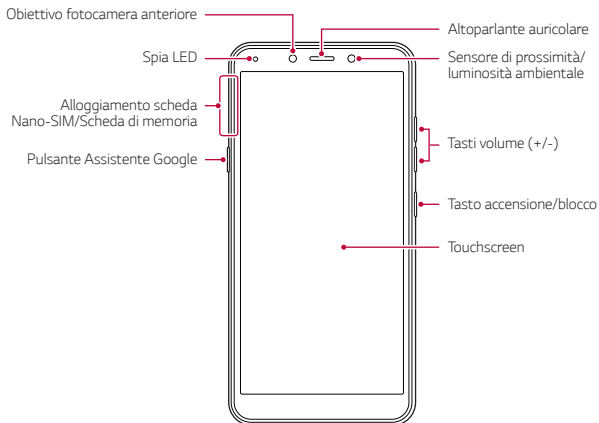 Obiettivo fotocamera anteriore
Spia LED
Alloggiamento scheda
Nano-SIM/Scheda di memoria
Pulsante Assistente Google
Altoparlante auricolare
Sensore di prossimità/
luminosità ambientale
Tasti volume (+/-)
Tasto accensione/blocco
Touchscreen